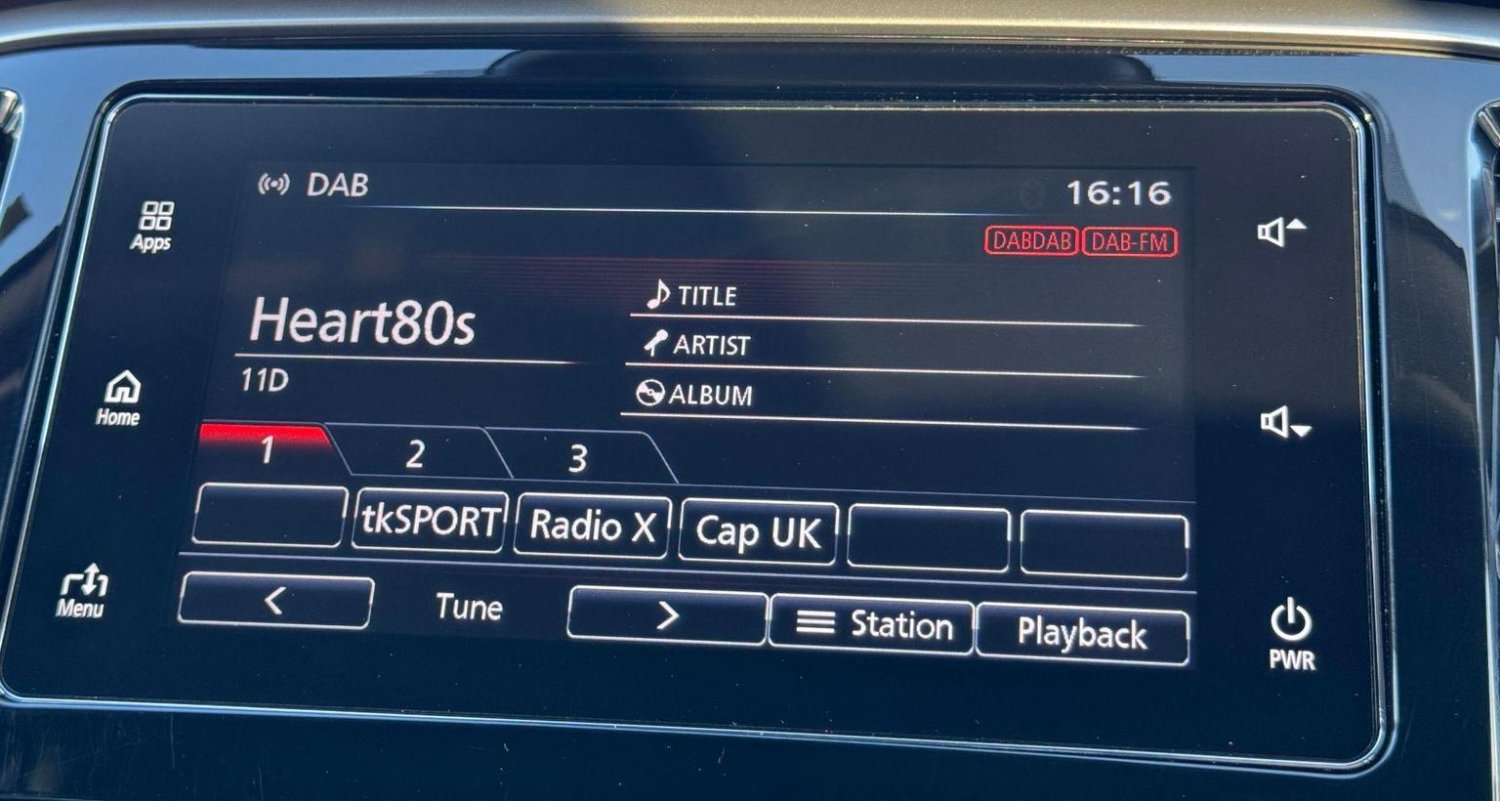 DAB
16:16
Apps
DABDAB DAB-FM
TITLE
Heart80s
ARTIST
11D
ALBUM
Home
1 2 3
tkSPORT Radio X Cap UK
Menu
< Tune > Station Playback
PWR